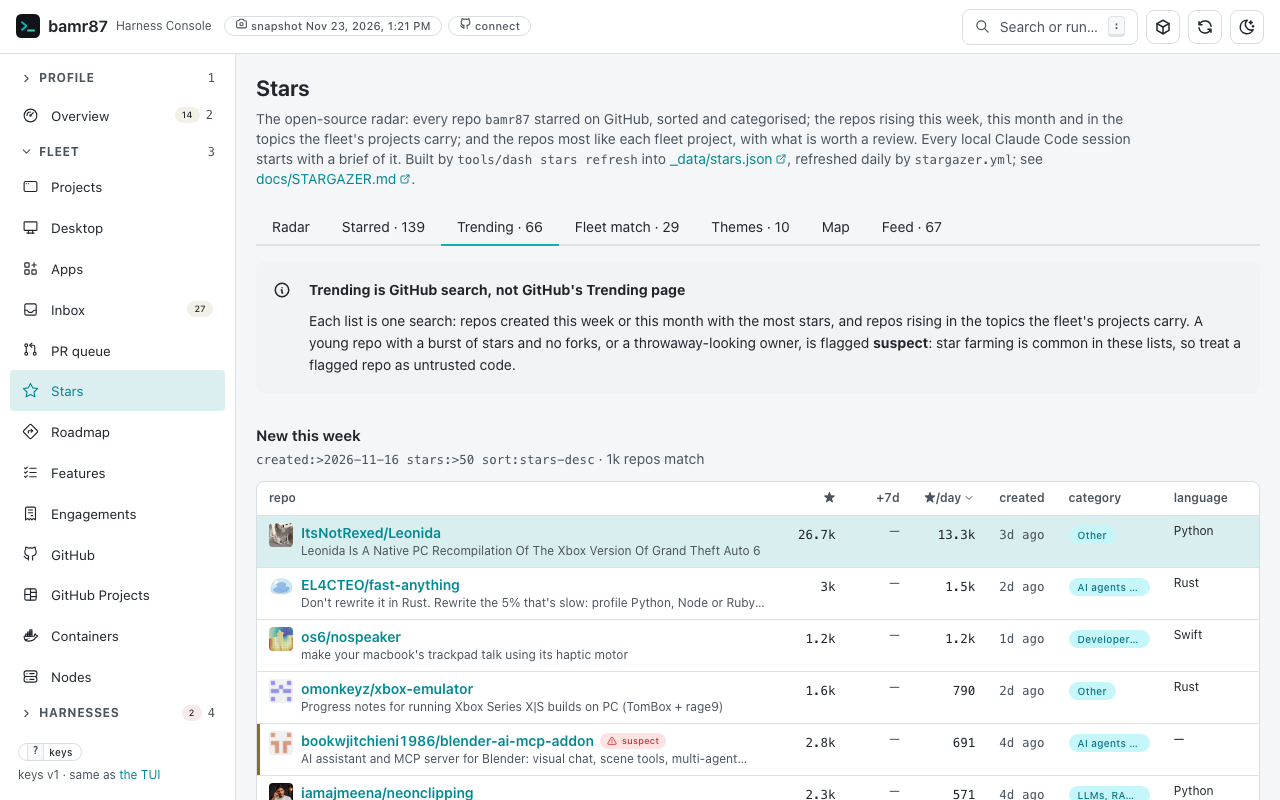 bamr87 Harness Console snapshot Nov 23, 2026, 1:21 PM connect Search or run... :
PROFILE 1
Overview 14 2
FLEET 3
Projects
Desktop
Apps
Inbox 27
PR queue
Stars
Roadmap
Features
Engagements
GitHub
GitHub Projects
Containers
Nodes
HARNESSES 2 4
? keys
keys v1 · same as the TUI
Stars
The open-source radar: every repo bamr87 starred on GitHub, sorted and categorised; the repos rising this week, this month and in the
topics the fleet's projects carry; and the repos most like each fleet project, with what is worth a review. Every local Claude Code session
starts with a brief of it. Built by tools/dash stars refresh into _data/stars.json, refreshed daily by stargazer.yml; see
docs/STARGAZER.md.
Radar Starred · 139 Trending · 66 Fleet match · 29 Themes · 10 Map Feed · 67
Trending is GitHub search, not GitHub's Trending page
Each list is one search: repos created this week or this month with the most stars, and repos rising in the topics the fleet's projects carry. A
young repo with a burst of stars and no forks, or a throwaway-looking owner, is flagged suspect: star farming is common in these lists, so treat a
flagged repo as untrusted code.
New this week
created:>2026-11-16 stars:>50 sort:stars-desc · 1k repos match
repo ★ +7d ★/day created category language
ItsNotRexed/Leonida 26.7k — 13.3k 3d ago Other Python
Leonida Is A Native PC Recompilation Of The Xbox Version Of Grand Theft Auto 6
EL4CTEO/fast-anything 3k — 1.5k 2d ago AI agents ... Rust
Don't rewrite it in Rust. Rewrite the 5% that's slow: profile Python, Node or Ruby...
os6/nospeaker 1.2k — 1.2k 1d ago Developer... Swift
make your macbook's trackpad talk using its haptic motor
omonkeyz/xbox-emulator 1.6k — 790 2d ago Other Rust
Progress notes for running Xbox Series X|S builds on PC (TomBox + rage9)
bookwjitchieni1986/blender-ai-mcp-addon suspect 2.8k — 691 4d ago AI agents ... —
AI assistant and MCP server for Blender: visual chat, scene tools, multi-agent...
iamajmeena/neonclipping 2.3k — 571 4d ago LLMs, RA... Python